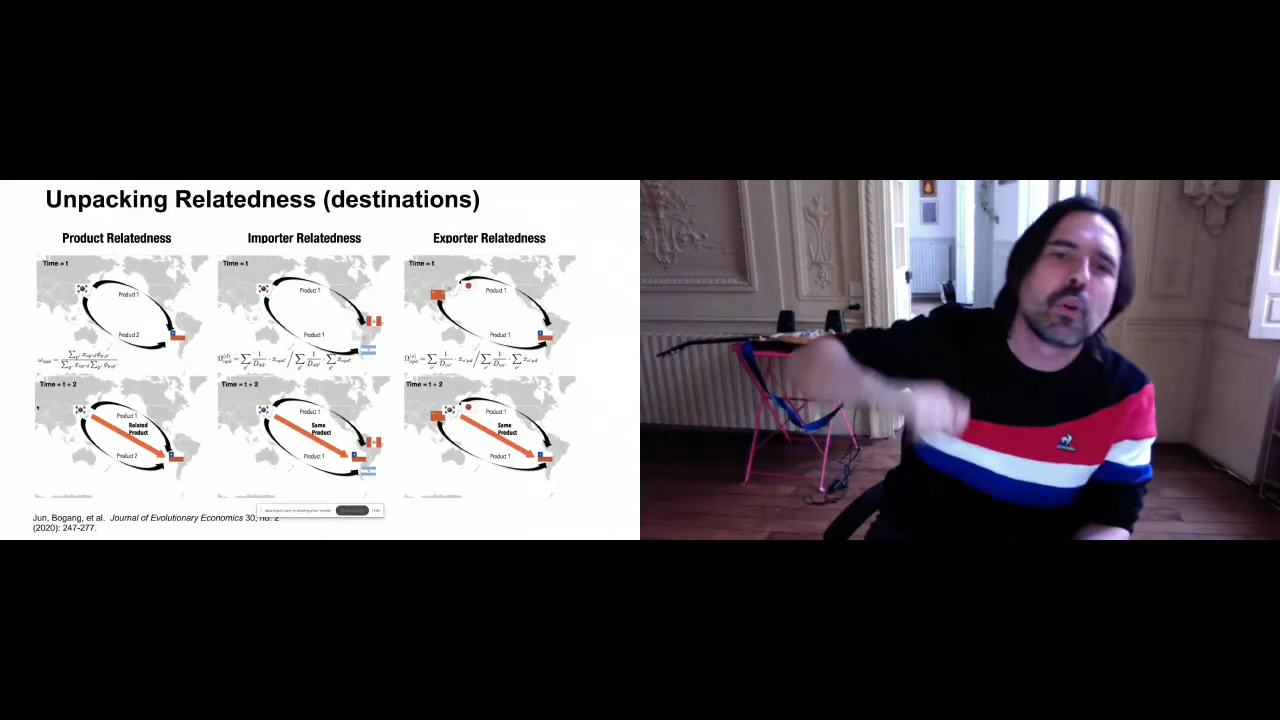 Unpacking Relatedness (destinations)
Product Relatedness
Importer Relatedness
Exporter Relatedness
Time = t
Product 1
Product 2
Time = t
Product 1
Product 1
Time = t
Product 1
Time = t + 2
Product 1
Related
Product
Product 2
Time = t + 2
Product 1
Same
Product
Product 1
Time = t + 2
Product 1
Same
Product
Product 1
Jun, Bogang, et al. Journal of Evolutionary Economics 30, no. 2
(2020): 247-277.